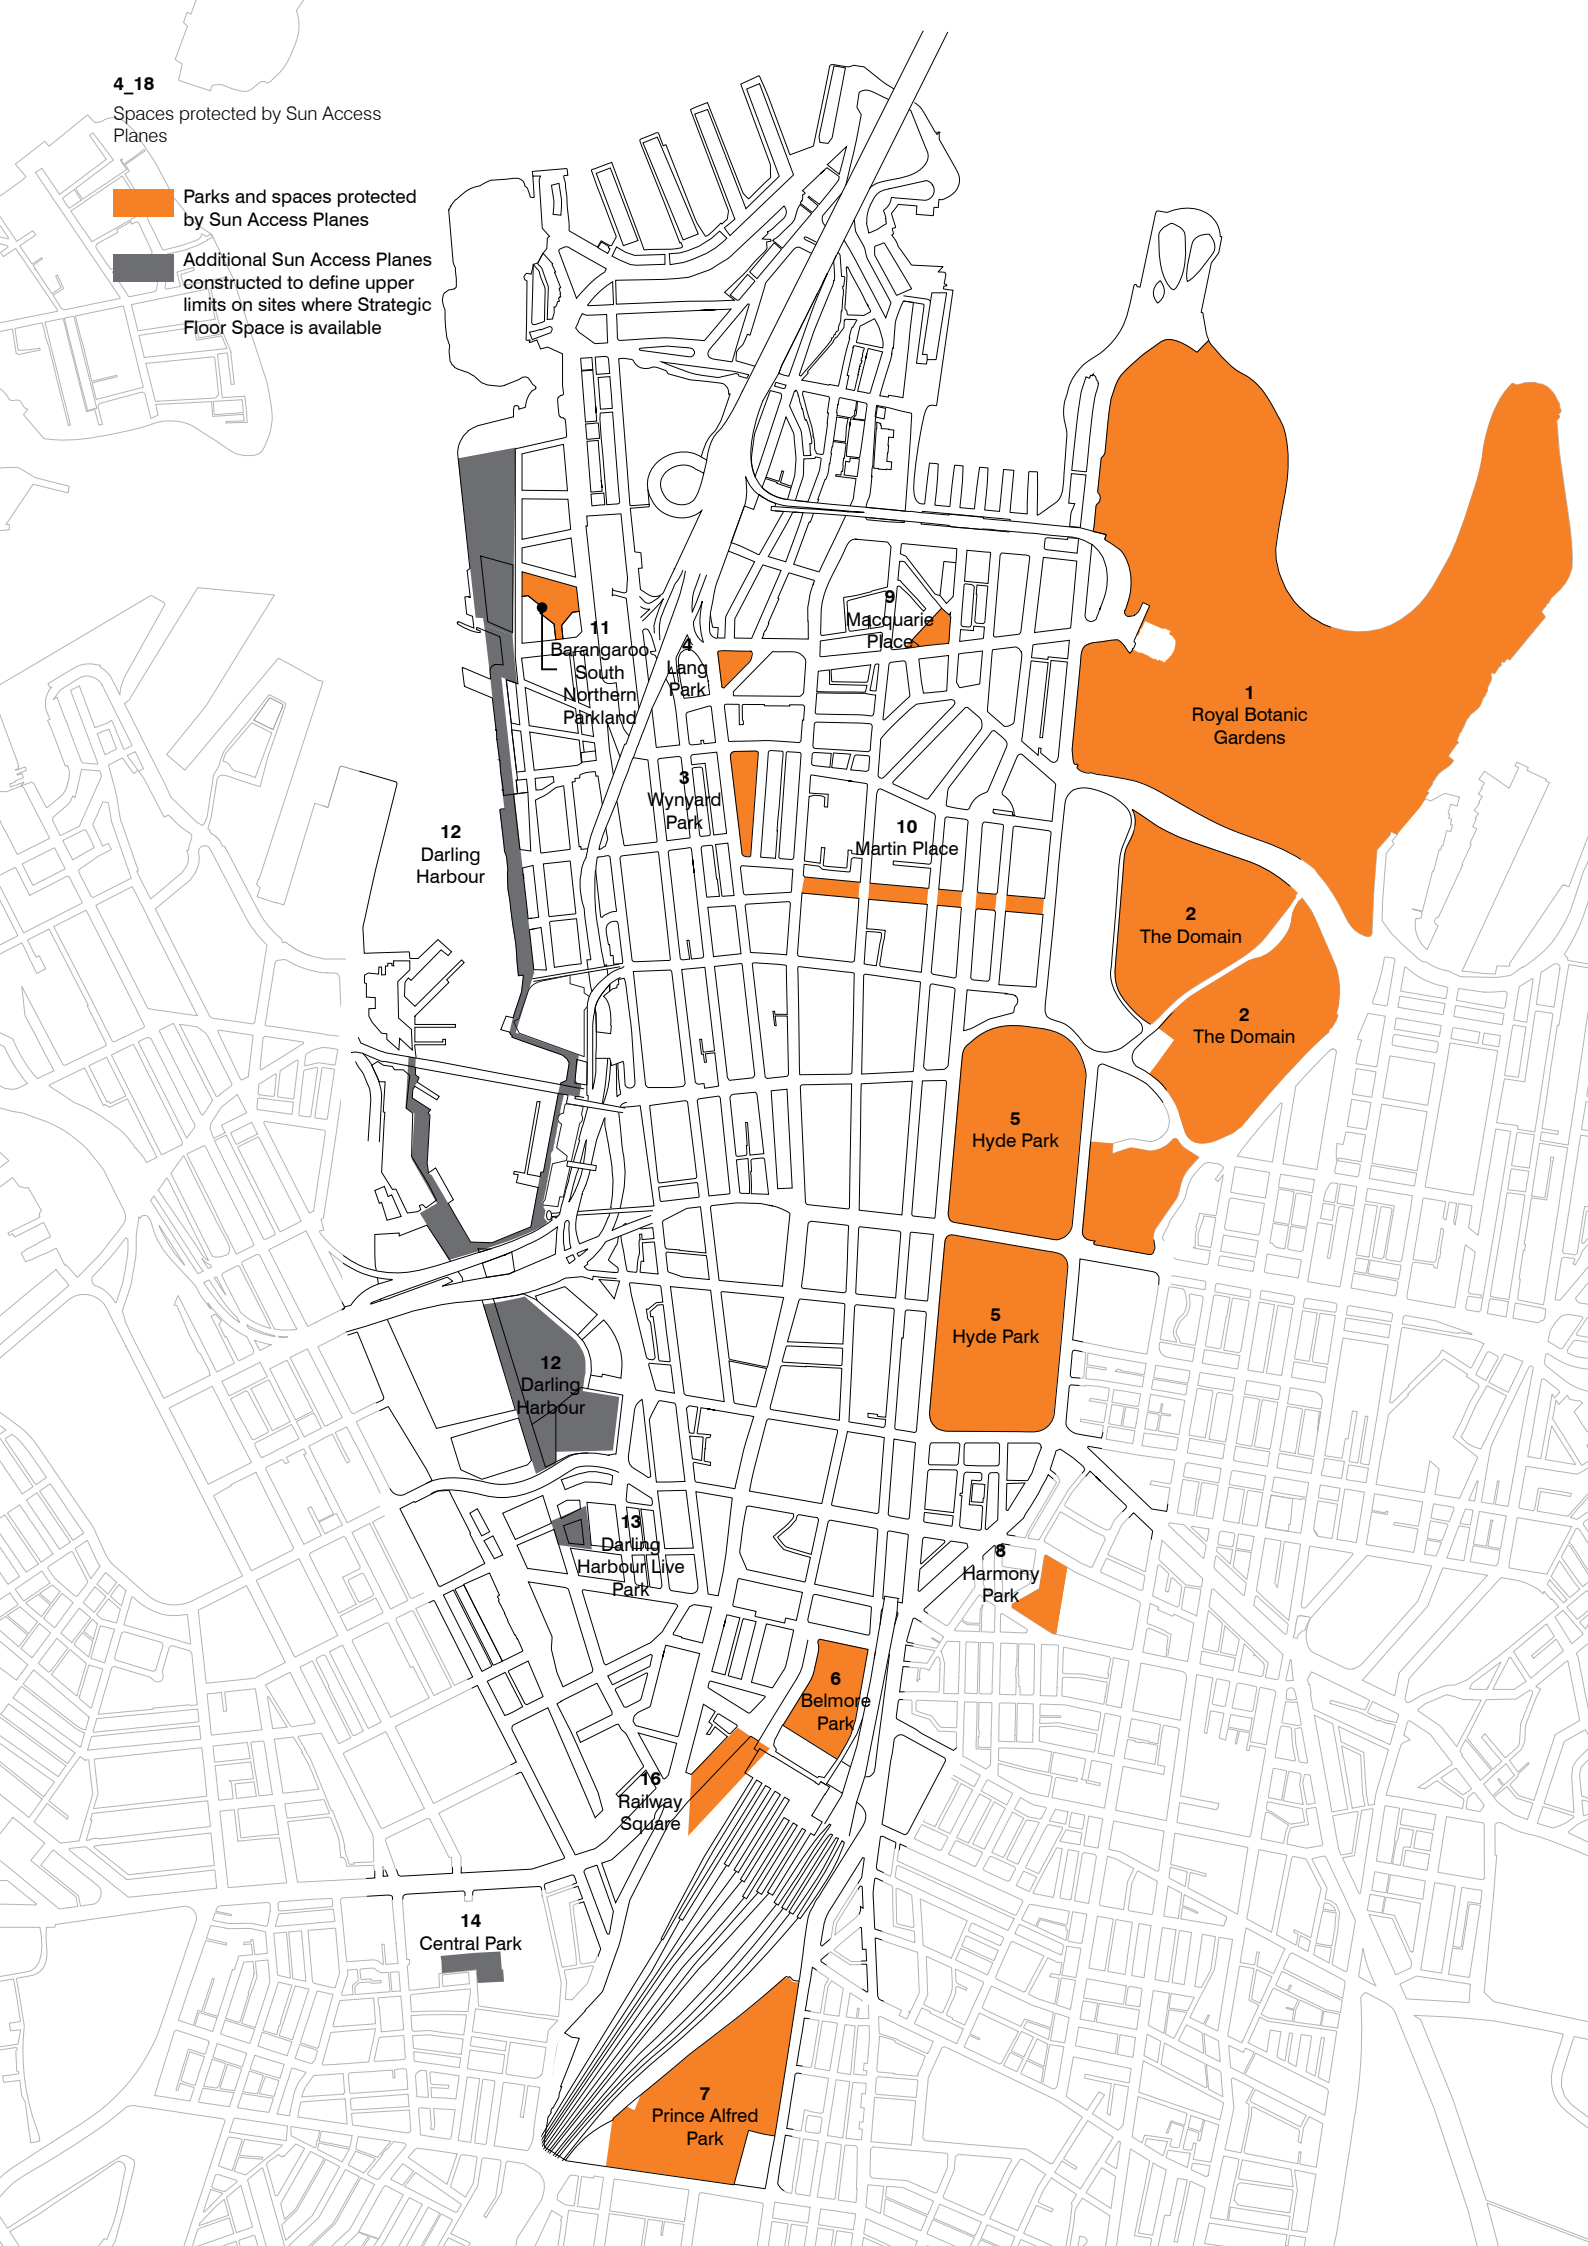 4_18
Spaces protected by Sun Access
Planes
Parks and spaces protected
by Sun Access Planes
Additional Sun Access Planes
constructed to define upper
limits on sites where Strategic
Floor Space is available
9
Macquarie
Place
11
Barangaroo
South
Northern
Parkland
4
Lang
Park
1
Royal Botanic
Gardens
3
Wynyard
Park
12
Darling
Harbour
10
Martin Place
2
The Domain
2
The Domain
5
Hyde Park
5
Hyde Park
12
Darling
Harbour
13
Darling
Harbour Live
Park
8
Harmony
Park
6
Belmore
Park
16
Railway
Square
14
Central Park
7
Prince Alfred
Park